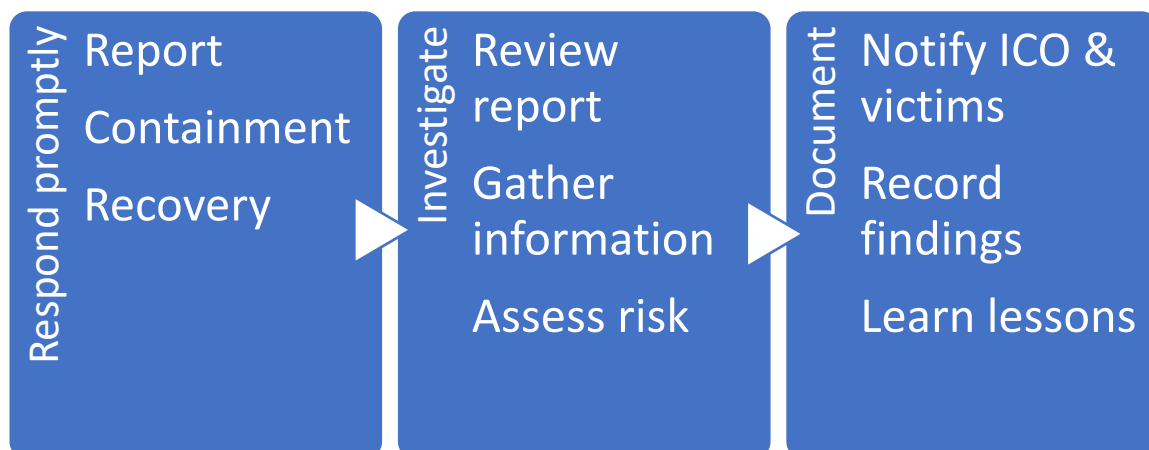 Respond promptly
Report
Containment
Recovery
Investigate
Review
report
Gather
information
Assess risk
Document
Notify ICO &
victims
Record
findings
Learn lessons